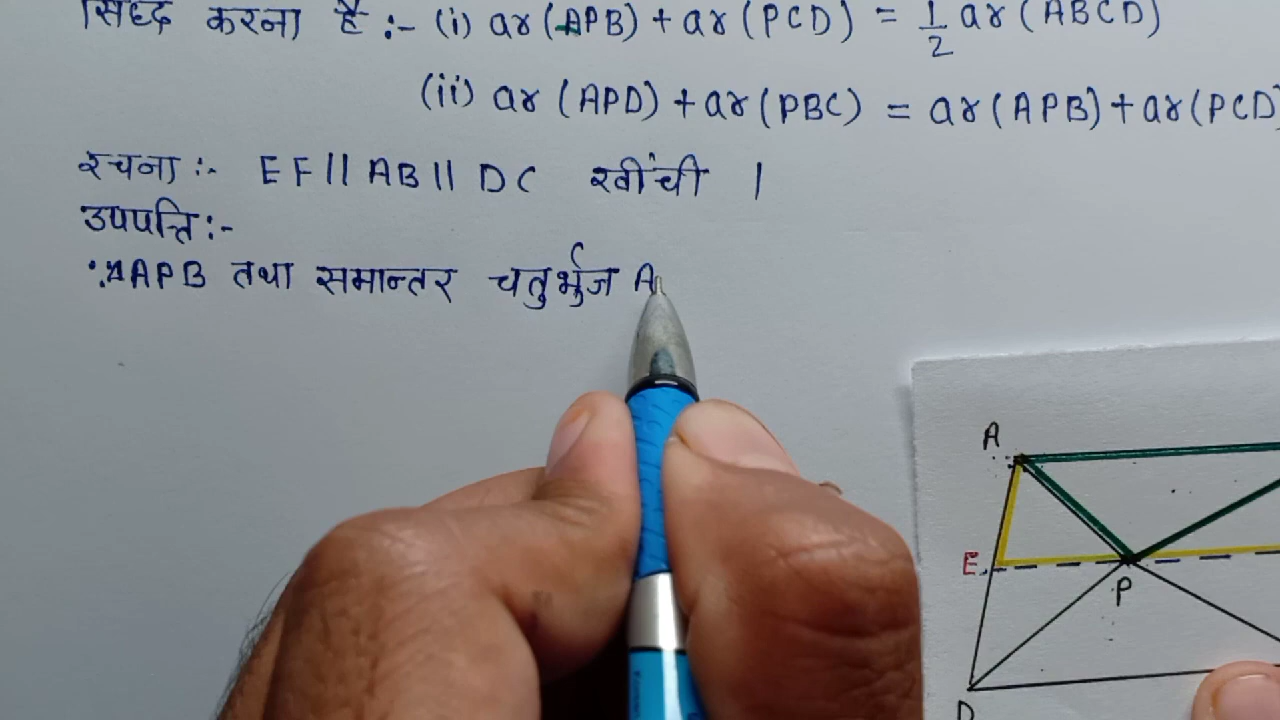 सिध्द करना है :- (i) ar (APB) + ar (PCD) = 1/2 ar (ABCD)
(ii) ar (APD) + ar (PBC) = ar (APB) + ar (PCD)
रचना :- EF || AB || DC खींची |
उपपत्ति :-
∵ APB तथा समान्तर चतुर्भुज A
A
E
P
D